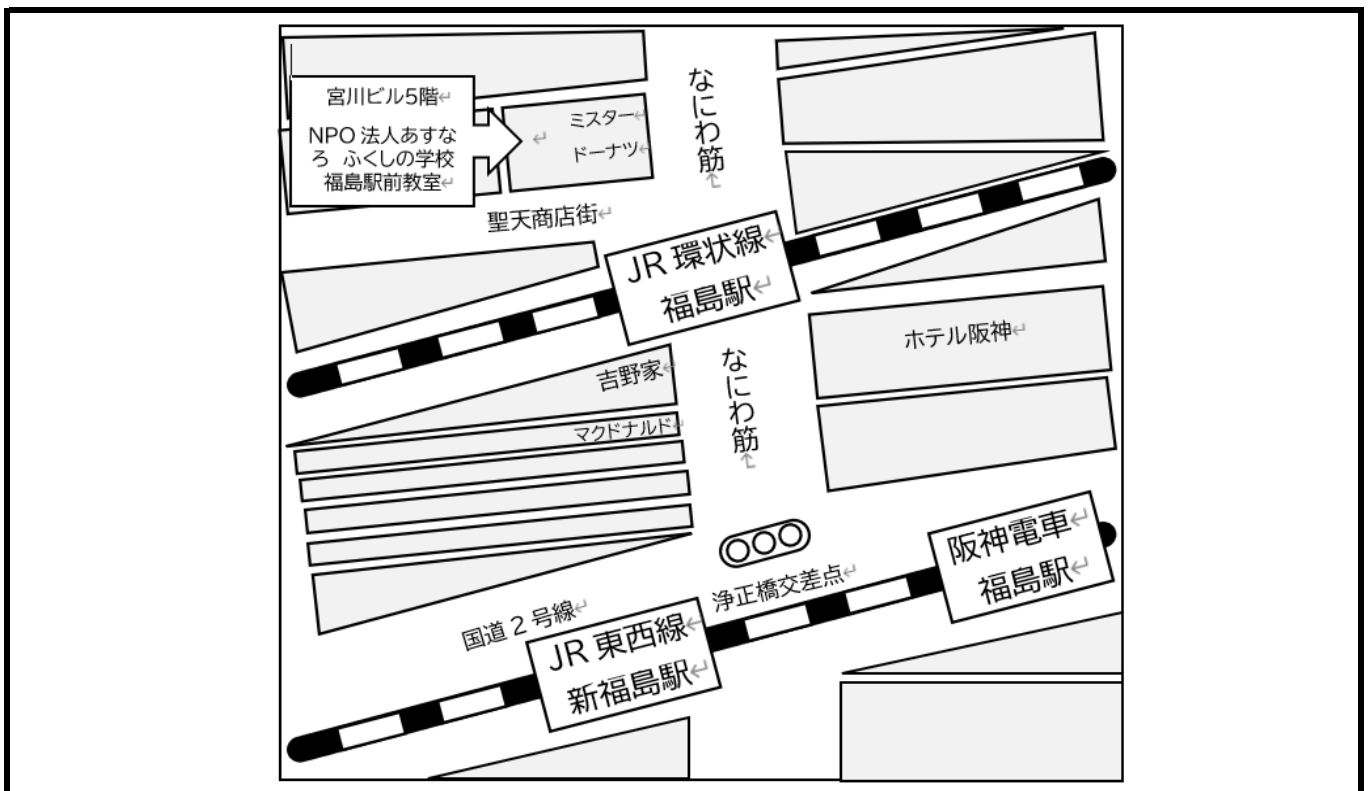 宮川ビル5階
NPO 法人あすな
ろ ふくしの学校
福島駅前教室
ミスター
ドーナツ
なにわ筋
聖天商店街
JR 環状線
福島駅
ホテル阪神
吉野家
マクドナルド
なにわ筋
浄正橋交差点
阪神電車
福島駅
国道2号線
JR 東西線
新福島駅